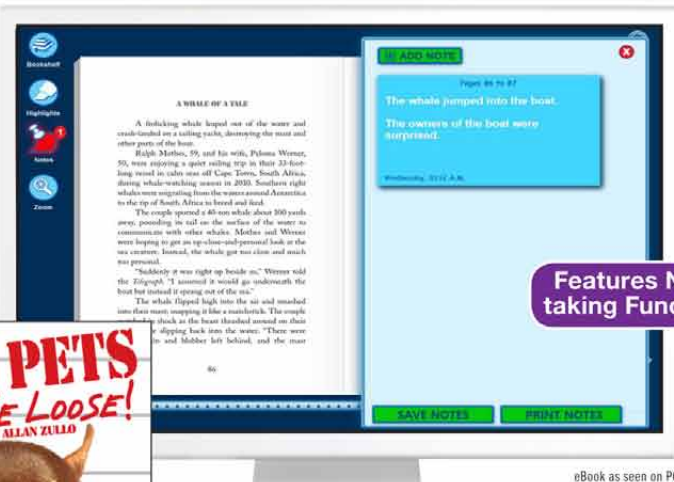 Bookshelf
Highlights
Notes
1
Zoom
A WHALE OF A TALE
A frolicking whale leaped out of the water and
crash-landed on a sailing yacht, destroying the mast and
other parts of the boat.
Ralph Mothes, 59, and his wife, Paloma Werner,
50, were enjoying a quiet sailing trip in their 33-foot-
long vessel in calm seas off Cape Town, South Africa,
during whale-watching season in 2010. Southern right
whales were migrating from the waters around Antarctica
to the tip of South Africa to breed and feed.
The couple spotted a 40-ton whale about 100 yards
away, pounding its tail on the surface of the water to
communicate with other whales. Mothes and Werner
were hoping to get an up-close-and-personal look at the
sea creature. Instead, the whale got too close and much
too personal.
"Suddenly it was right up beside us," Werner told
the Telegraph. "I assumed it would go underneath the
boat but instead it sprang out of the sea."
The whale flipped high into the air and smashed
into their mast, snapping it like a matchstick. The couple
in shock as the beast thrashed around on their
slipping back into the water. "There were
and blubber left behind, and the mast
86
ADD NOTE
Pages 86 to 87
The whale jumped into the boat.
The owners of the boat were
surprised.
Wednesday, A.M.
SAVE NOTES
PRINT NOTES
Features N
taking Func
PETS
E LOOSE!
ALLAN ZULLO
eBook as seen on P